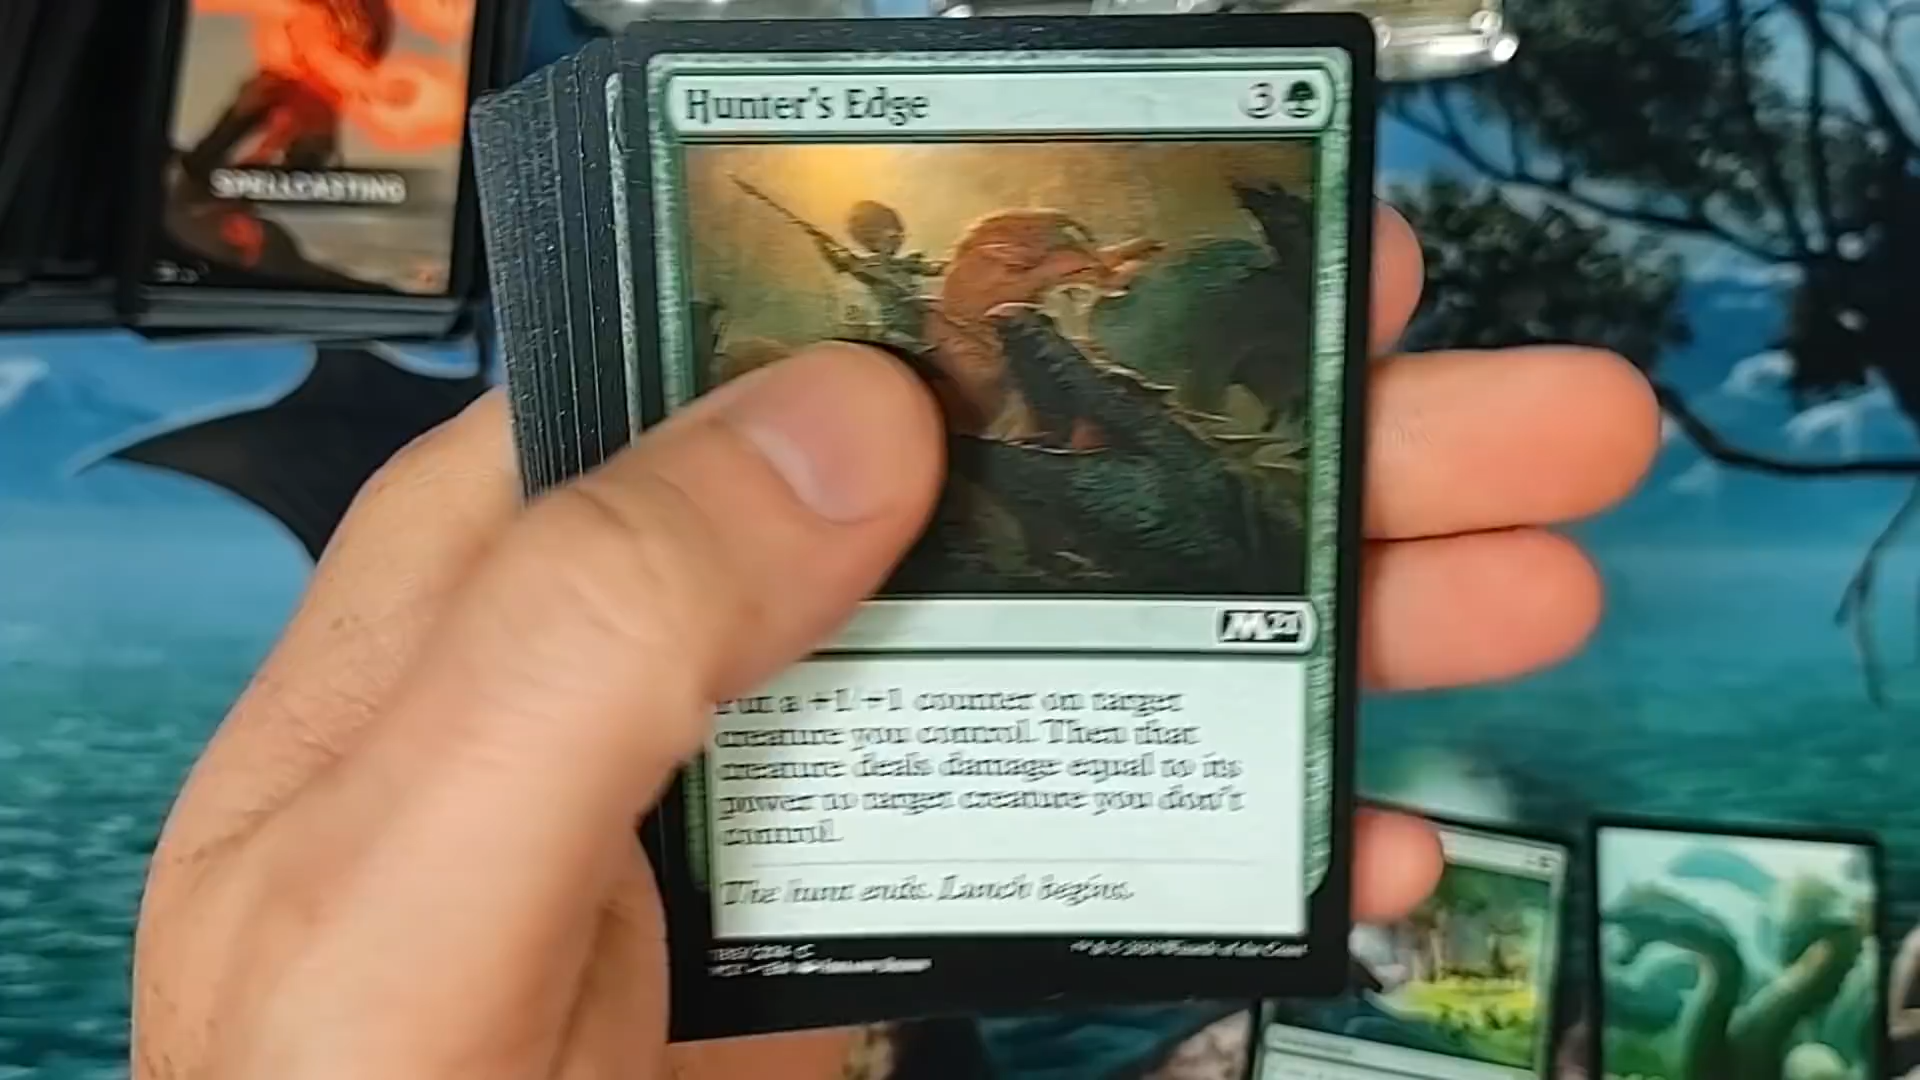 SPELLCASTING
Hunter's Edge 3
M21
Put a +1/+1 counter on target
creature you control. Then that
creature deals damage equal to its
power to target creature you don't
control.
The hunt ends. Lunch begins.